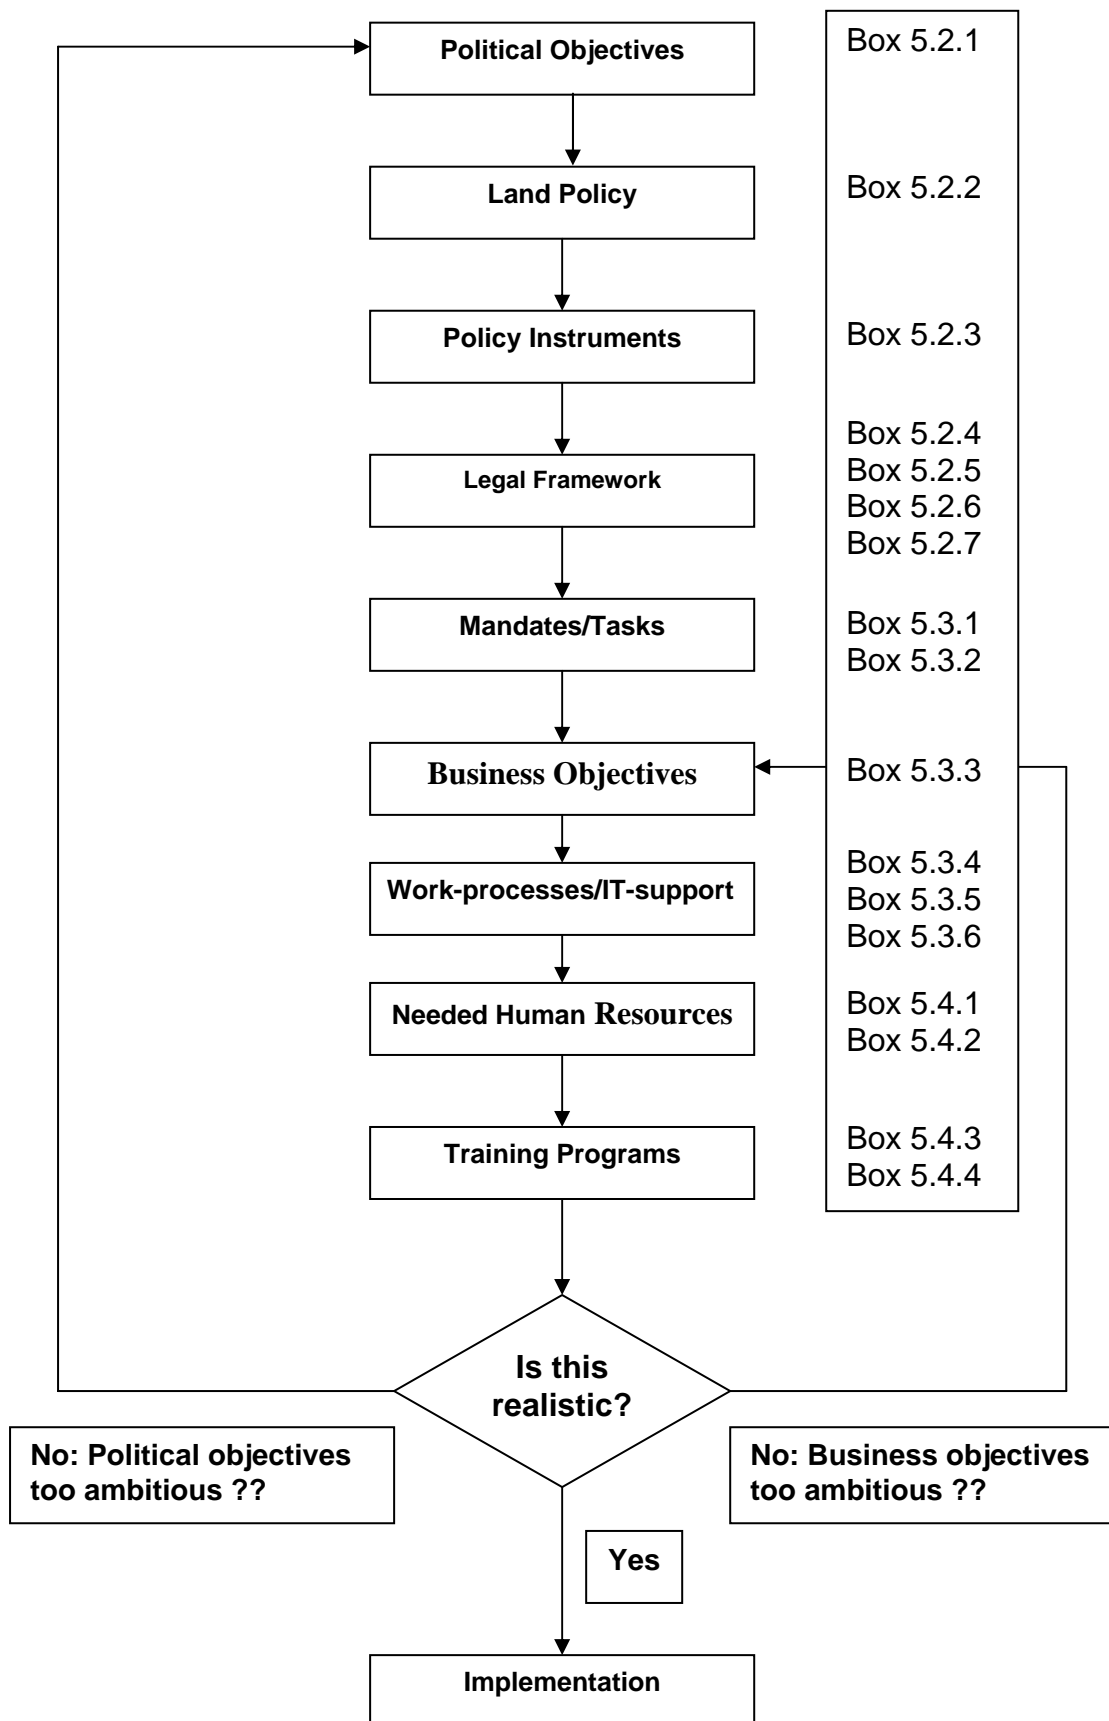 Political Objectives
Box 5.2.1
Land Policy
Box 5.2.2
Policy Instruments
Box 5.2.3
Legal Framework
Box 5.2.4
Box 5.2.5
Box 5.2.6
Box 5.2.7
Mandates/Tasks
Box 5.3.1
Box 5.3.2
Business Objectives
Box 5.3.3
Work-processes/IT-support
Box 5.3.4
Box 5.3.5
Box 5.3.6
Needed Human Resources
Box 5.4.1
Box 5.4.2
Training Programs
Box 5.4.3
Box 5.4.4
Is this
realistic?
No: Political objectives
too ambitious ??
No: Business objectives
too ambitious ??
Yes
Implementation